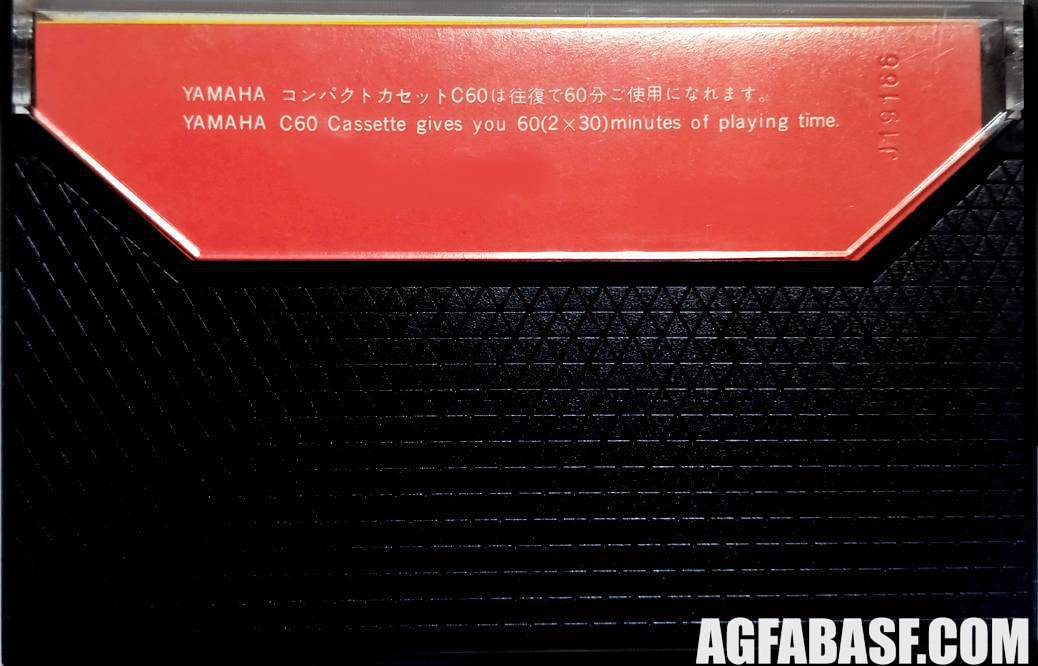 YAMAHA コンパクトカセットC60は往復で60分ご使用になれます。
YAMAHA C60 Cassette gives you 60(2×30)minutes of playing time.
J19166
AGFABASF.COM